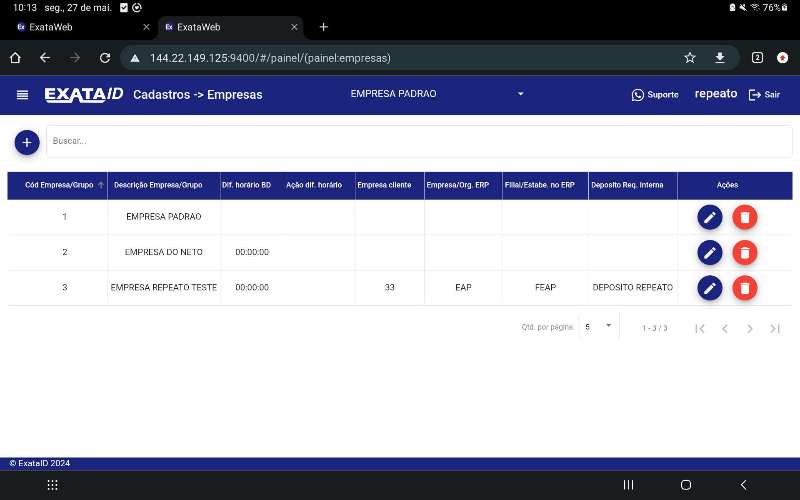 10:13 seg., 27 de mai. 76%
Ex ExataWeb
Ex ExataWeb
144.22.149.125:9400/#/painel/(painel:empresas)
2
EXATAID Cadastros -> Empresas EMPRESA PADRAO Suporte repeato Sair
Buscar...
Cód Empresa/Grupo Descrição Empresa/Grupo Dif. horário BD Ação dif. horário Empresa cliente Empresa/Org. ERP Filial/Estabe. no ERP Deposito Req. Interna Ações
1 EMPRESA PADRAO
2 EMPRESA DO NETO 00:00:00
3 EMPRESA REPEATO TESTE 00:00:00 33 EAP FEAP DEPOSITO REPEATO
Qtd. por página: 5 1 - 3 / 3
© ExataID 2024